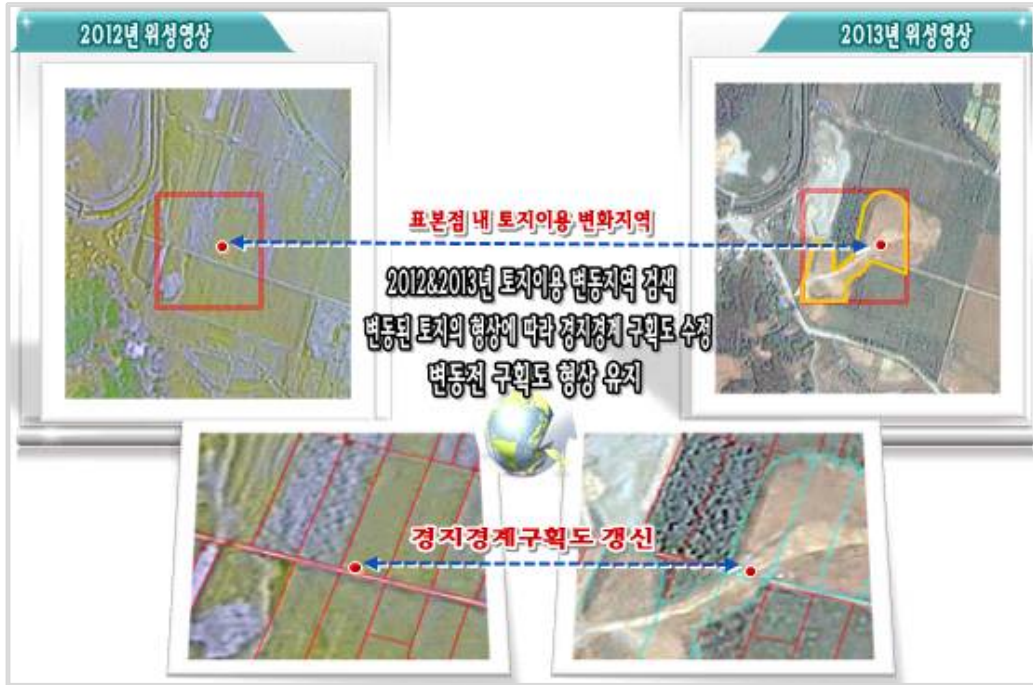 2012년 위성영상
2013년 위성영상
표본점 내 토지이용 변화지역
2012&2013년 토지이용 변동지역 검색
변동된 토지의 형상에 따라 경지경계 구획도 수정
변동전 구획도 형상 유지
경지경계구획도 갱신